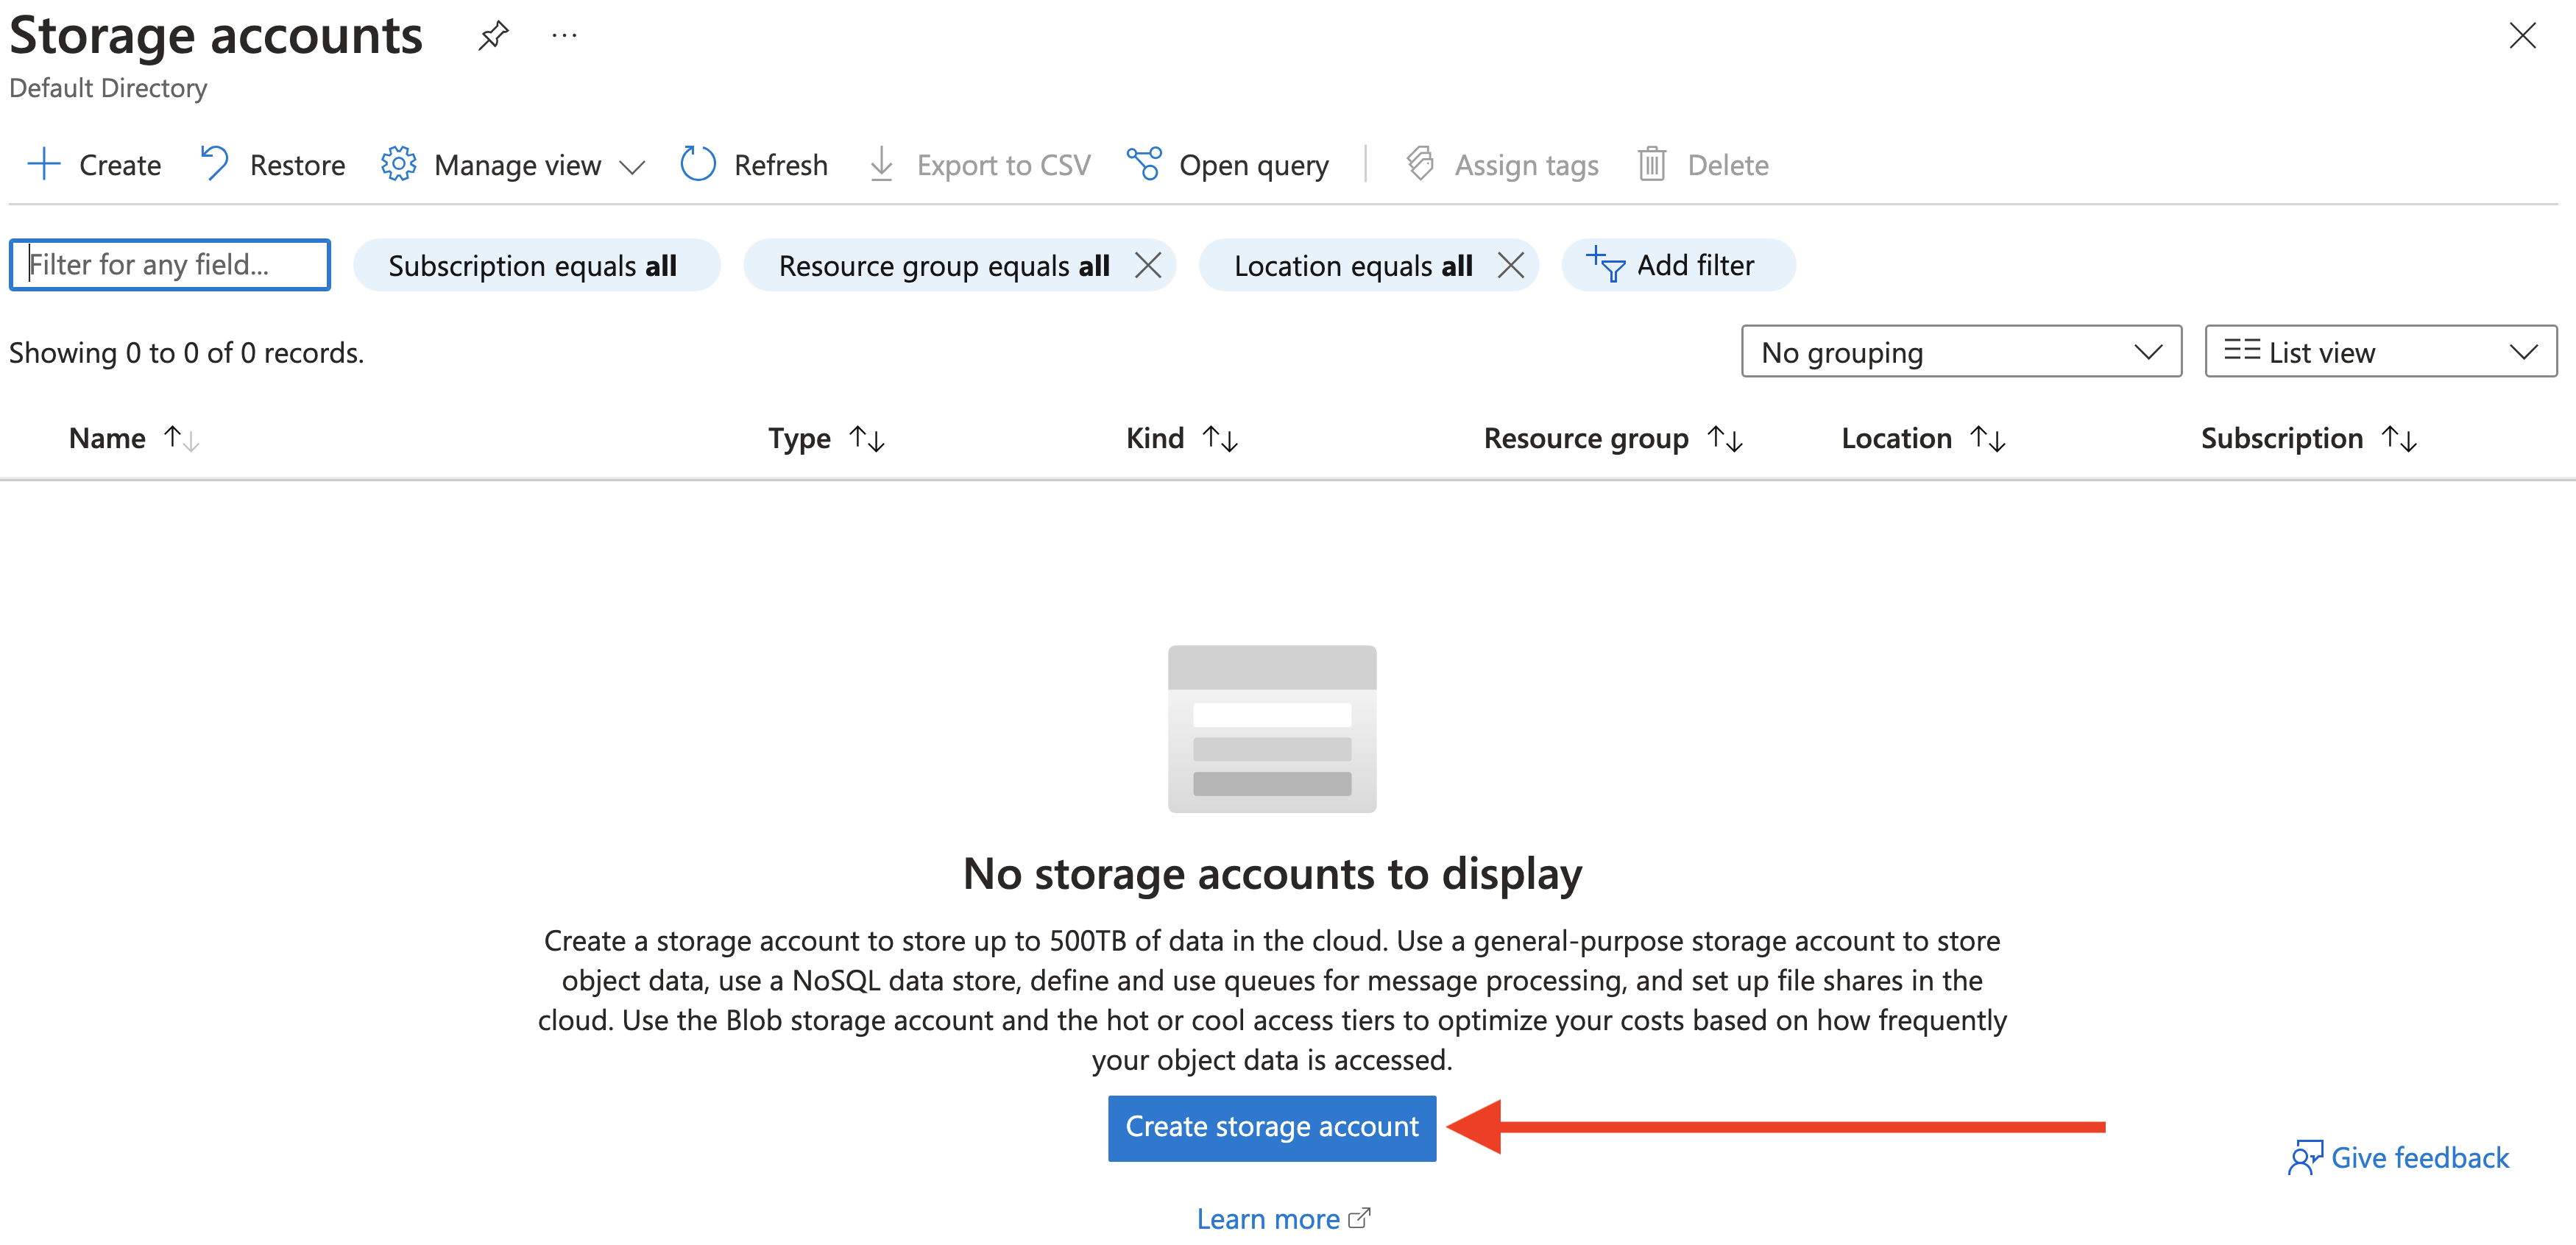 Storage accounts
Default Directory
Create Restore Manage view Refresh Export to CSV Open query Assign tags Delete
Filter for any field... Subscription equals all Resource group equals all Location equals all Add filter
Showing 0 to 0 of 0 records. No grouping List view
Name Type Kind Resource group Location Subscription
No storage accounts to display
Create a storage account to store up to 500TB of data in the cloud. Use a general-purpose storage account to store
object data, use a NoSQL data store, define and use queues for message processing, and set up file shares in the
cloud. Use the Blob storage account and the hot or cool access tiers to optimize your costs based on how frequently
your object data is accessed.
Create storage account
Give feedback
Learn more